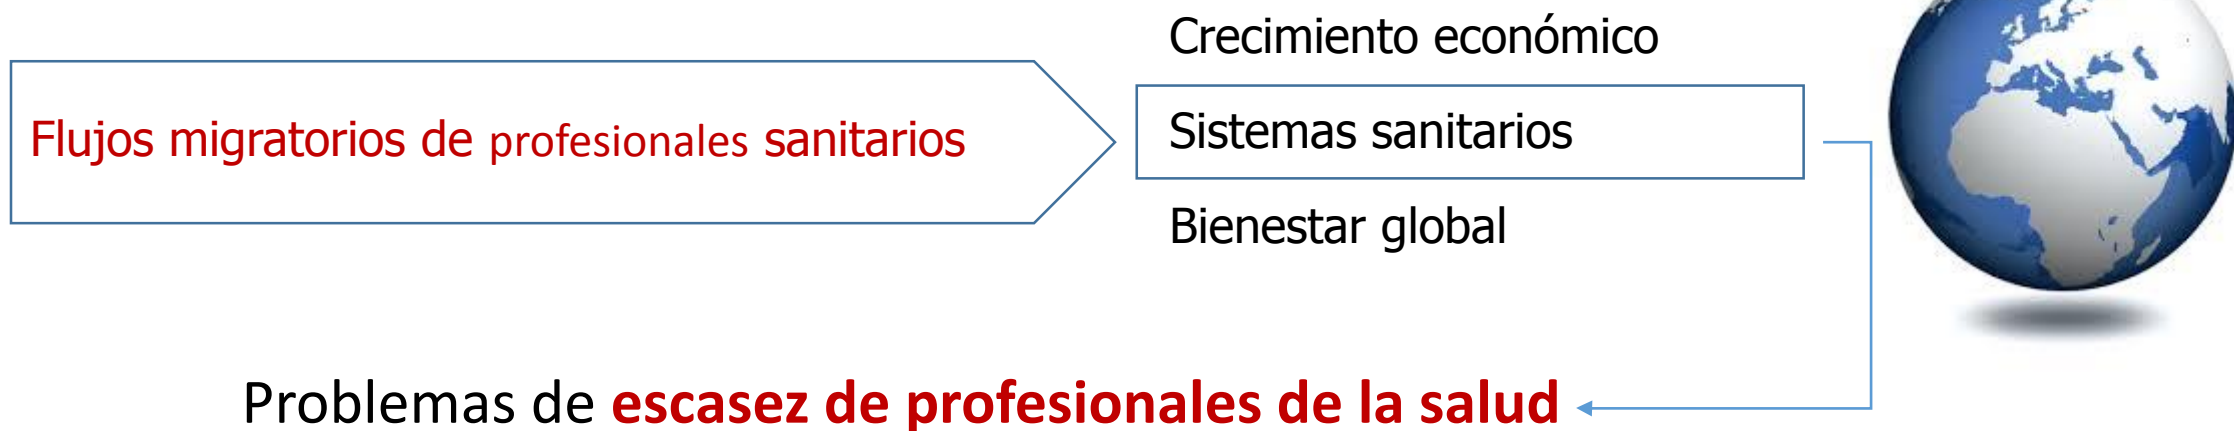 Crecimiento económico
Flujos migratorios de profesionales sanitarios
Sistemas sanitarios
Bienestar global
Problemas de escasez de profesionales de la salud